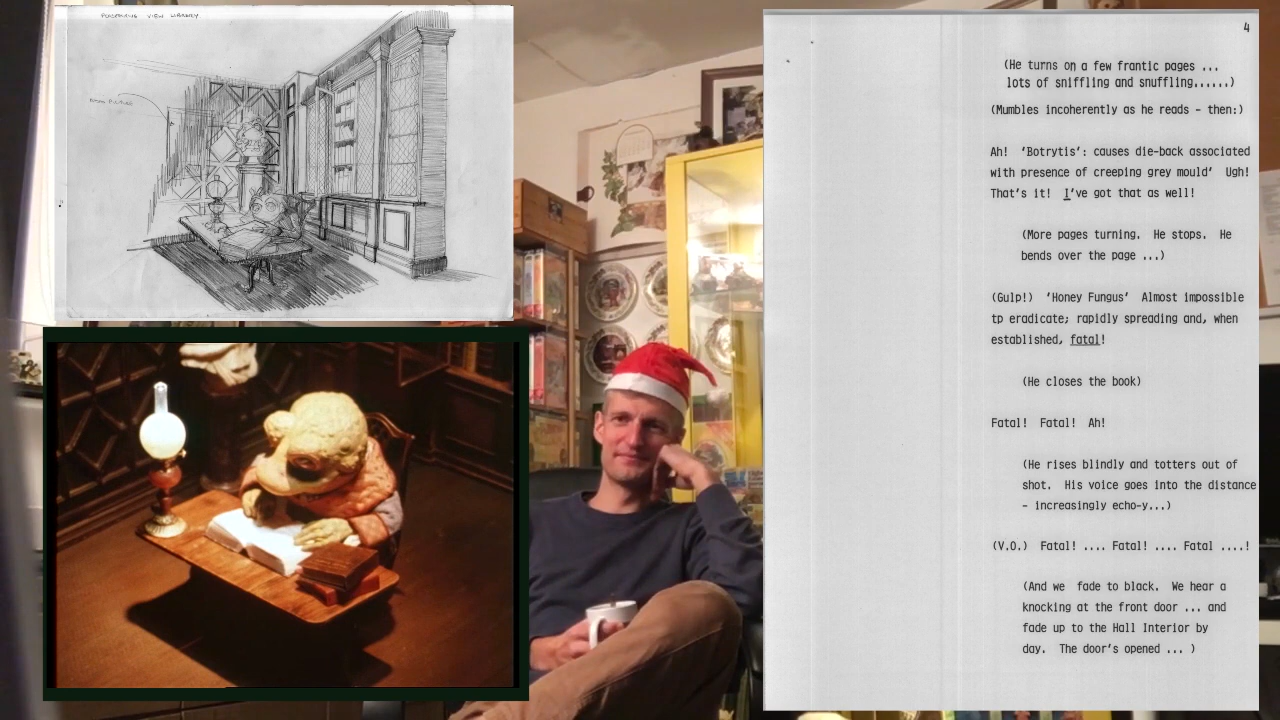 PERSPECTIVE VIEW LIBRARY
4
(He turns on a few frantic pages ...
lots of sniffling and snuffling......)
(Mumbles incoherently as he reads - then:)
Ah! 'Botrytis': causes die-back associated
with presence of creeping grey mould' Ugh!
That's it! I've got that as well!
(More pages turning. He stops. He
bends over the page ...)
(Gulp!) 'Honey Fungus' Almost impossible
tp eradicate; rapidly spreading and, when
established, fatal!
(He closes the book)
Fatal! Fatal! Ah!
(He rises blindly and totters out of
shot. His voice goes into the distance
- increasingly echo-y...)
(V.O.) Fatal! .... Fatal! .... Fatal ....!
(And we fade to black. We hear a
knocking at the front door ... and
fade up to the Hall Interior by
day. The door's opened ... )